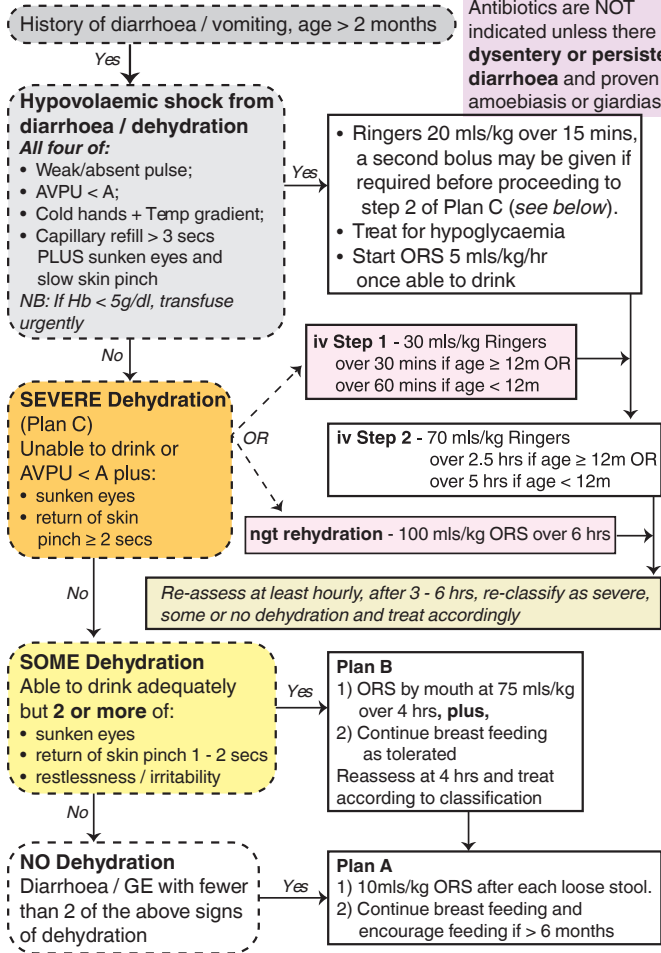 History of diarrhoea / vomiting, age > 2 months
Antibiotics are NOT
indicated unless there
dysentery or
diarrhoea and proven
amoebiasis or
Yes
Hypovolaemic shock from
diarrhoea / dehydration
All four of:
• Weak/absent pulse;
• AVPU < A;
• Cold hands + Temp gradient;
• Capillary refill > 3 secs
PLUS sunken eyes and
slow skin pinch
NB: If Hb < 5g/dl, transfuse
urgently
Yes
• Ringers 20 mls/kg over 15 mins,
a second bolus may be given if
required before proceeding to
step 2 of Plan C (see below).
• Treat for hypoglycaemia
• Start ORS 5 mls/kg/hr
once able to drink
No
SEVERE Dehydration
(Plan C)
Unable to drink or
AVPU < A plus:
• sunken eyes
• return of skin
pinch ≥ 2 secs
OR
iv Step 1 - 30 mls/kg Ringers
over 30 mins if age ≥ 12m OR
over 60 mins if age < 12m
iv Step 2 - 70 mls/kg Ringers
over 2.5 hrs if age ≥ 12m OR
over 5 hrs if age < 12m
ngt rehydration - 100 mls/kg ORS over 6 hrs
Re-assess at least hourly, after 3 - 6 hrs, re-classify as severe,
some or no dehydration and treat accordingly
No
SOME Dehydration
Able to drink adequately
but 2 or more of:
• sunken eyes
• return of skin pinch 1 - 2 secs
• restlessness / irritability
Yes
Plan B
1) ORS by mouth at 75 mls/kg
over 4 hrs, plus,
2) Continue breast feeding
as tolerated
Reassess at 4 hrs and treat
according to classification
No
NO Dehydration
Diarrhoea / GE with fewer
than 2 of the above signs
of dehydration
Yes
Plan A
1) 10mls/kg ORS after each loose stool.
2) Continue breast feeding and
encourage feeding if > 6 months